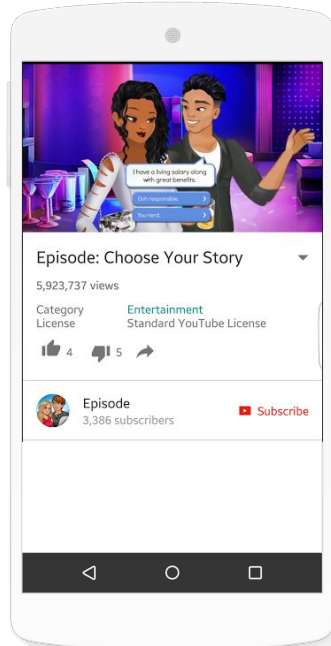 I have a living salary along
with great benefits.
Doh responsible.
You nerd.
Episode: Choose Your Story
5,923,737 views
Category Entertainment
License Standard YouTube License
4 5
Episode
3,386 subscribers
Subscribe